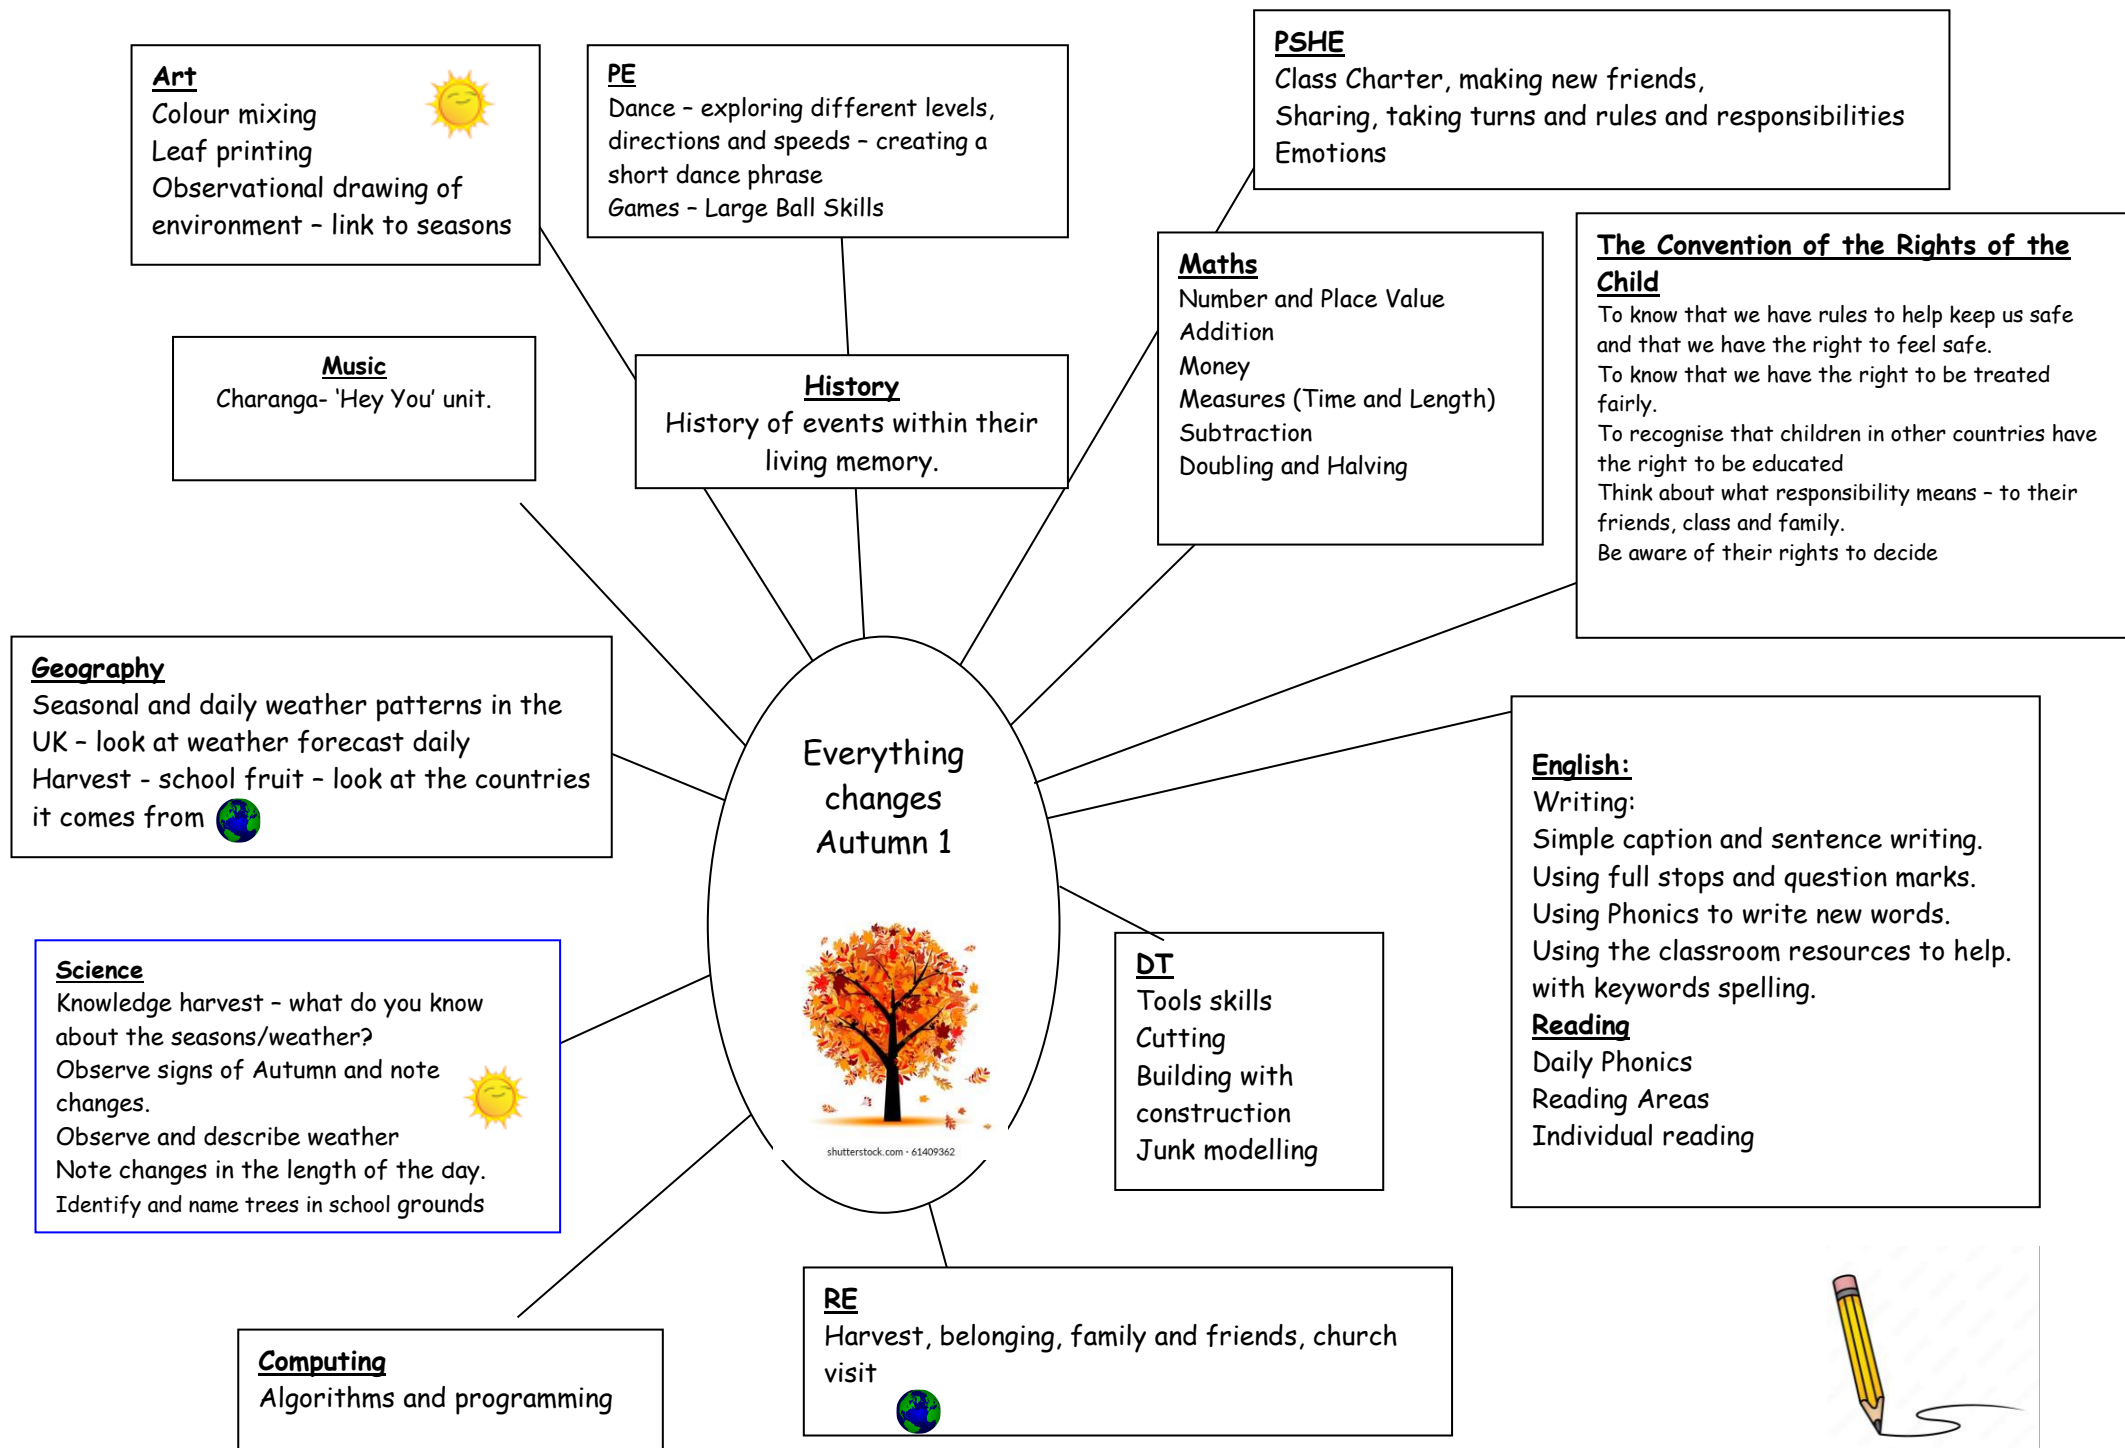 Art
Colour mixing
Leaf printing
Observational drawing of
environment – link to seasons
PE
Dance – exploring different levels,
directions and speeds – creating a
short dance phrase
Games – Large Ball Skills
PSHE
Class Charter, making new friends,
Sharing, taking turns and rules and responsibilities
Emotions
Music
Charanga- ‘Hey You’ unit.
History
History of events within their
living memory.
Maths
Number and Place Value
Addition
Money
Measures (Time and Length)
Subtraction
Doubling and Halving
The Convention of the Rights of the
Child
To know that we have rules to help keep us safe
and that we have the right to feel safe.
To know that we have the right to be treated
fairly.
To recognise that children in other countries have
the right to be educated
Think about what responsibility means – to their
friends, class and family.
Be aware of their rights to decide
Geography
Seasonal and daily weather patterns in the
UK – look at weather forecast daily
Harvest - school fruit – look at the countries
it comes from
Everything
changes
Autumn 1
shutterstock.com · 61409362
English:
Writing:
Simple caption and sentence writing.
Using full stops and question marks.
Using Phonics to write new words.
Using the classroom resources to help.
with keywords spelling.
Reading
Daily Phonics
Reading Areas
Individual reading
Science
Knowledge harvest – what do you know
about the seasons/weather?
Observe signs of Autumn and note
changes.
Observe and describe weather
Note changes in the length of the day.
Identify and name trees in school grounds
DT
Tools skills
Cutting
Building with
construction
Junk modelling
Computing
Algorithms and programming
RE
Harvest, belonging, family and friends, church
visit